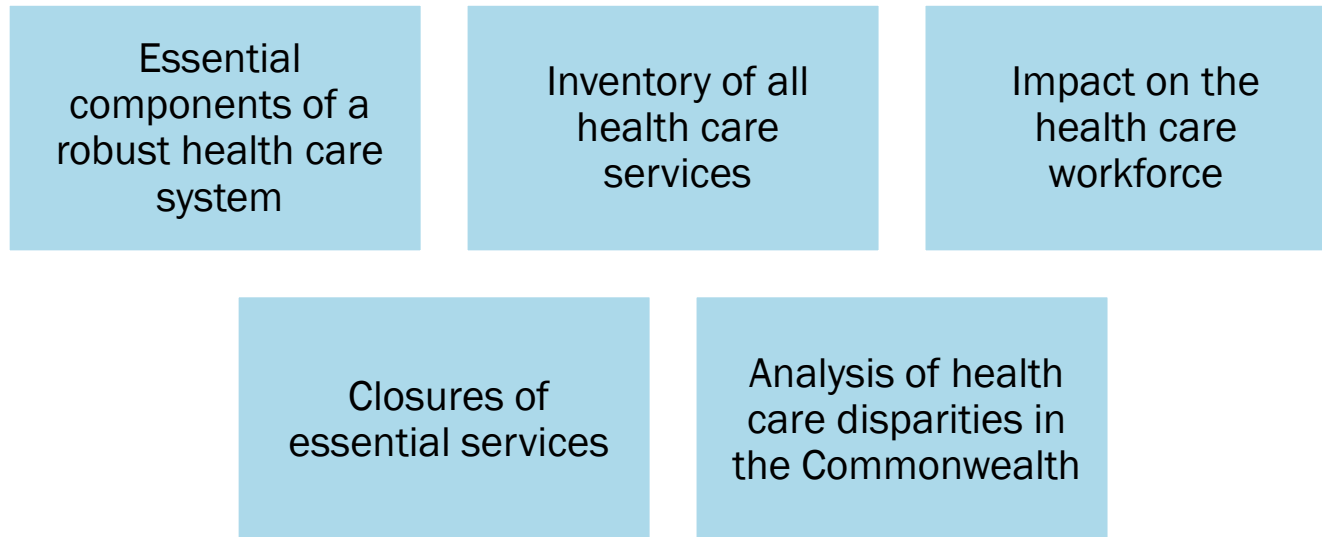 Essential
components of a
robust health care
system
Inventory of all
health care
services
Impact on the
health care
workforce
Closures of
essential services
Analysis of health
care disparities in
the Commonwealth